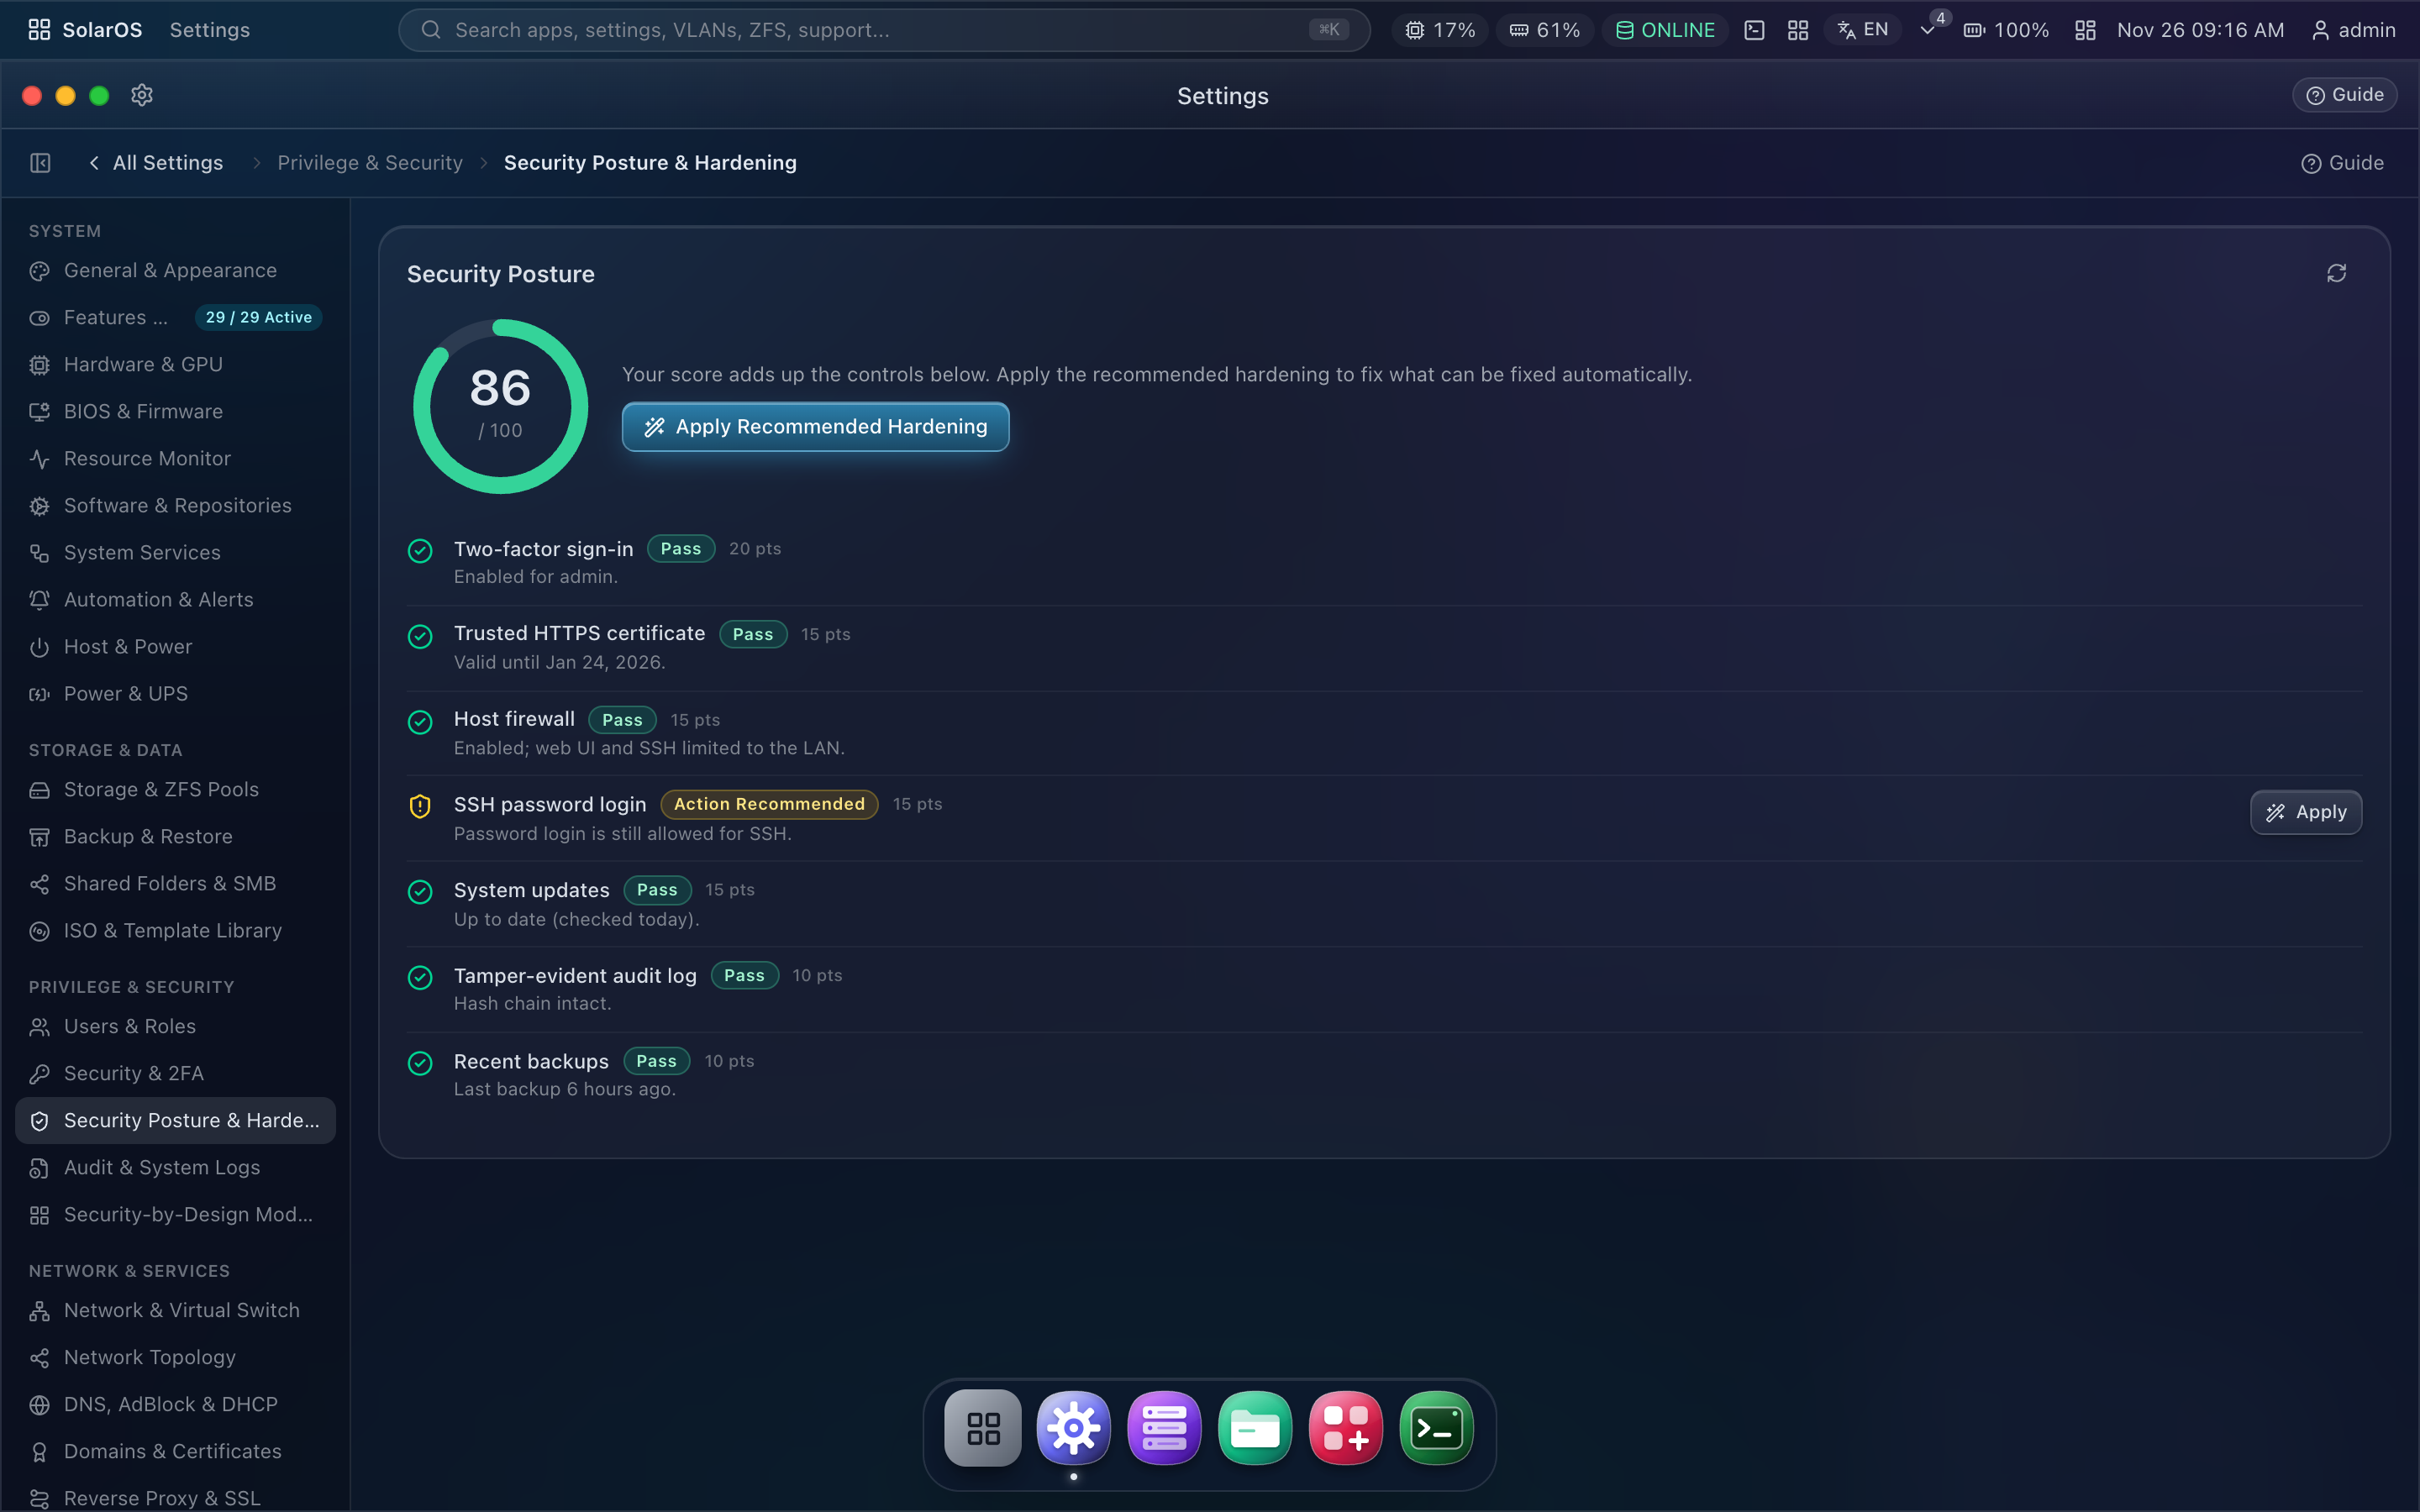 SolarOS Settings Search apps, settings, VLANs, ZFS, support... ⌘K 17% 61% ONLINE EN 4 100% Nov 26 09:16 AM admin
Settings Guide
All Settings Privilege & Security Security Posture & Hardening Guide
SYSTEM
General & Appearance
Features ... 29 / 29 Active
Hardware & GPU
BIOS & Firmware
Resource Monitor
Software & Repositories
System Services
Automation & Alerts
Host & Power
Power & UPS
STORAGE & DATA
Storage & ZFS Pools
Backup & Restore
Shared Folders & SMB
ISO & Template Library
PRIVILEGE & SECURITY
Users & Roles
Security & 2FA
Security Posture & Harde...
Audit & System Logs
Security-by-Design Mod...
NETWORK & SERVICES
Network & Virtual Switch
Network Topology
DNS, AdBlock & DHCP
Domains & Certificates
Reverse Proxy & SSL
Security Posture
86
/ 100
Your score adds up the controls below. Apply the recommended hardening to fix what can be fixed automatically.
Apply Recommended Hardening
Two-factor sign-in Pass 20 pts
Enabled for admin.
Trusted HTTPS certificate Pass 15 pts
Valid until Jan 24, 2026.
Host firewall Pass 15 pts
Enabled; web UI and SSH limited to the LAN.
SSH password login Action Recommended 15 pts
Password login is still allowed for SSH.
Apply
System updates Pass 15 pts
Up to date (checked today).
Tamper-evident audit log Pass 10 pts
Hash chain intact.
Recent backups Pass 10 pts
Last backup 6 hours ago.